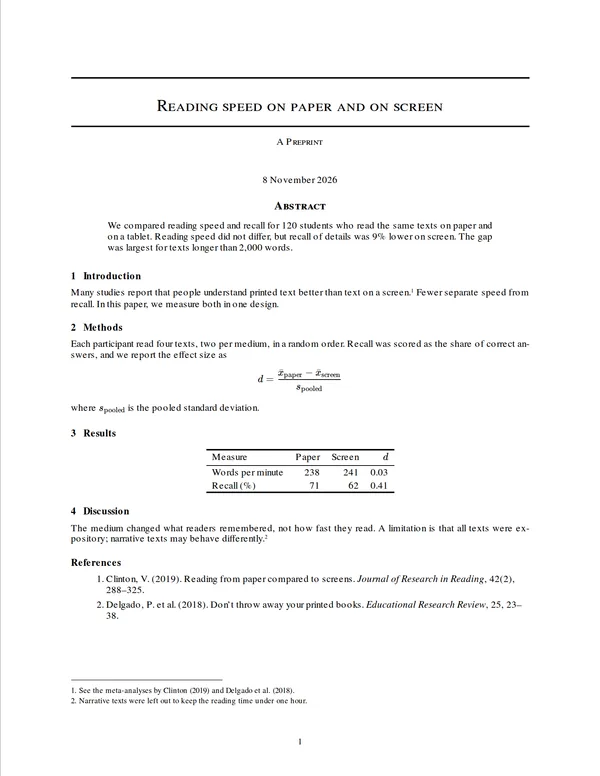 READING SPEED ON PAPER AND ON SCREEN
A PREPRINT
8 November 2026
ABSTRACT
We compared reading speed and recall for 120 students who read the same texts on paper and
on a tablet. Reading speed did not differ, but recall of details was 9% lower on screen. The gap
was largest for texts longer than 2,000 words.
1 Introduction
Many studies report that people understand printed text better than text on a screen.¹ Fewer separate speed from
recall. In this paper, we measure both in one design.
2 Methods
Each participant read four texts, two per medium, in a random order. Recall was scored as the share of correct an-
swers, and we report the effect size as
d = (x̄_paper − x̄_screen) / s_pooled
where s_pooled is the pooled standard deviation.
3 Results
Measure Paper Screen d
Words per minute 238 241 0.03
Recall (%) 71 62 0.41
4 Discussion
The medium changed what readers remembered, not how fast they read. A limitation is that all texts were ex-
pository; narrative texts may behave differently.²
References
1. Clinton, V. (2019). Reading from paper compared to screens. Journal of Research in Reading, 42(2),
288–325.
2. Delgado, P. et al. (2018). Don't throw away your printed books. Educational Research Review, 25, 23–
38.
1. See the meta-analyses by Clinton (2019) and Delgado et al. (2018).
2. Narrative texts were left out to keep the reading time under one hour.
1